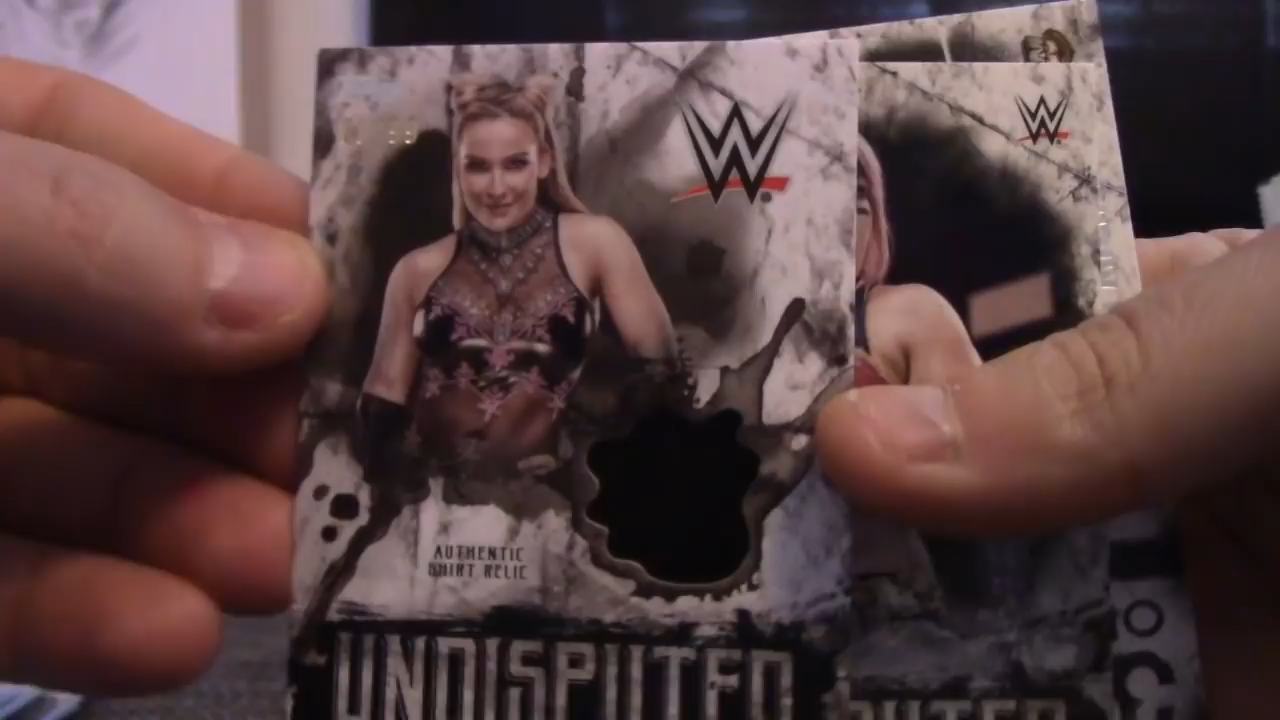 W
W
AUTHENTIC
SHIRT RELIC
UNDISPUTED